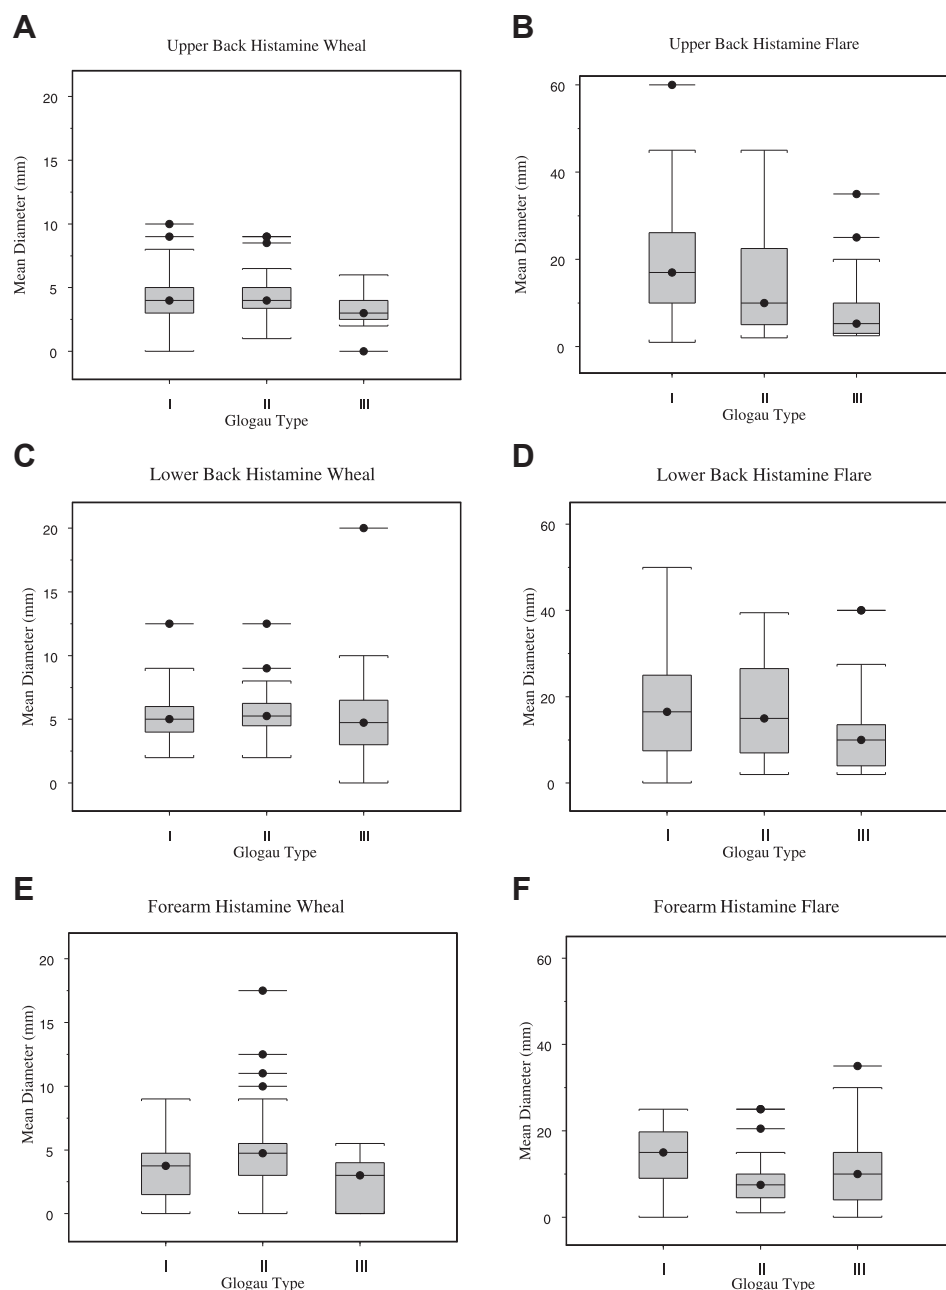 A
Upper Back Histamine Wheal
Mean Diameter (mm)
20
15
10
5
0
I II III
Glogau Type
B
Upper Back Histamine Flare
Mean Diameter (mm)
60
40
20
0
I II III
Glogau Type
C
Lower Back Histamine Wheal
Mean Diameter (mm)
20
15
10
5
0
I II III
Glogau Type
D
Lower Back Histamine Flare
Mean Diameter (mm)
60
40
20
0
I II III
Glogau Type
E
Forearm Histamine Wheal
Mean Diameter (mm)
20
15
10
5
0
I II III
Glogau Type
F
Forearm Histamine Flare
Mean Diameter (mm)
60
40
20
0
I II III
Glogau Type